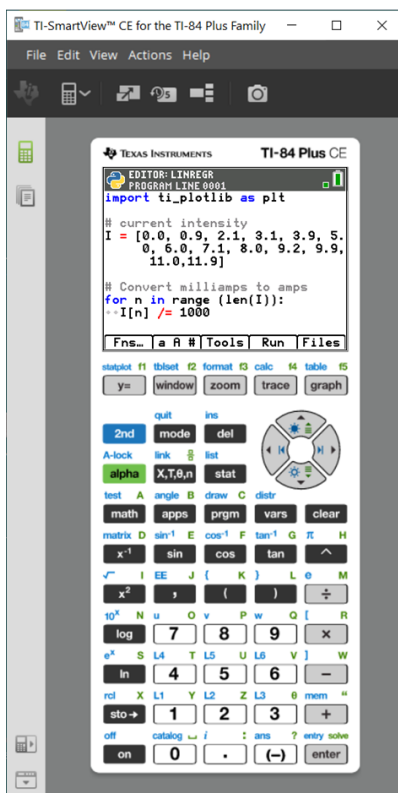 TI-SmartView™ CE for the TI-84 Plus Family
File Edit View Actions Help
TEXAS INSTRUMENTS TI-84 Plus CE
EDITOR: LINREGR
PROGRAM LINE 0001
import ti_plotlib as plt
# current intensity
I = [0.0, 0.9, 2.1, 3.1, 3.9, 5.
0, 6.0, 7.1, 8.0, 9.2, 9.9,
11.0,11.9]
# Convert milliamps to amps
for n in range (len(I)):
··I[n] /= 1000
Fns… a A # Tools Run Files
statplot f1 tblset f2 format f3 calc f4 table f5
y= window zoom trace graph
quit ins
2nd mode del
A-lock link list
alpha X,T,θ,n stat
test A angle B draw C distr
math apps prgm vars clear
matrix D sin⁻¹ E cos⁻¹ F tan⁻¹ G π H
x⁻¹ sin cos tan ^
√ I EE J { K } L e M
x² , ( ) ÷
10ˣ N u O v P w Q [ R
log 7 8 9 ×
eˣ S L4 T L5 U L6 V ] W
ln 4 5 6 −
rcl X L1 Y L2 Z L3 θ mem "
sto→ 1 2 3 +
off catalog i : ans ? entry solve
on 0 . (−) enter